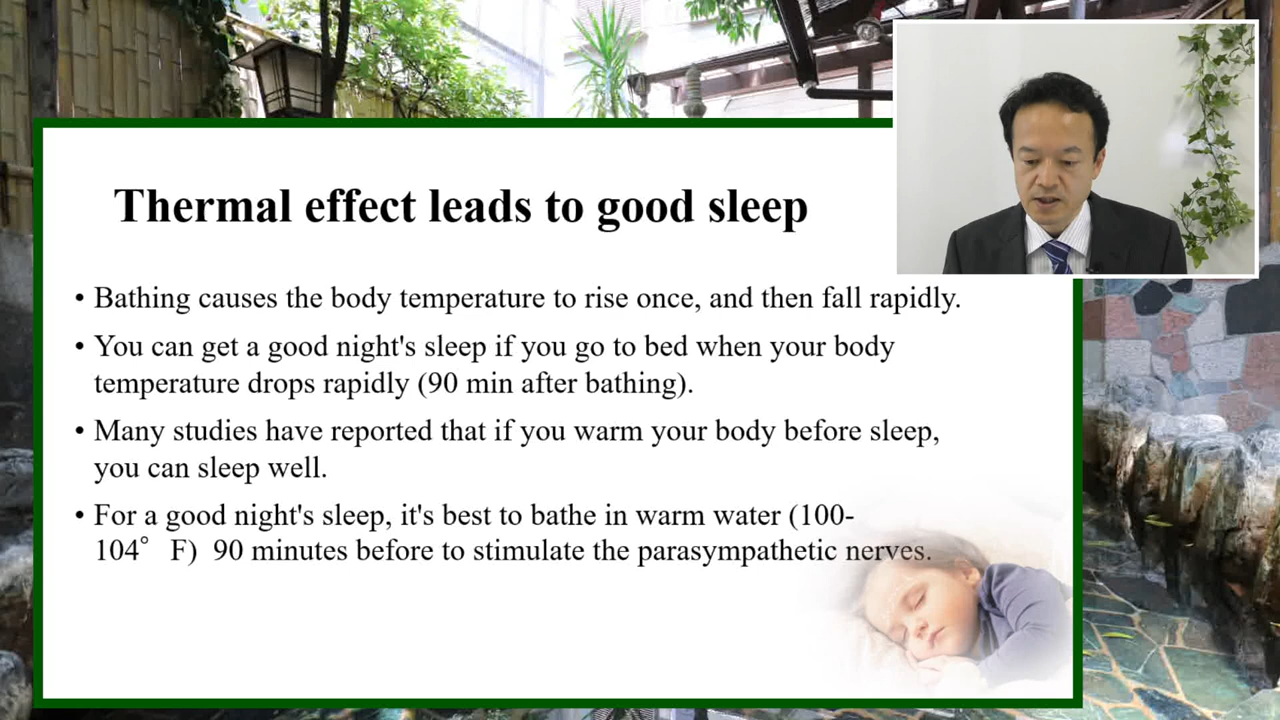 Thermal effect leads to good sleep
• Bathing causes the body temperature to rise once, and then fall rapidly.
• You can get a good night's sleep if you go to bed when your body
temperature drops rapidly (90 min after bathing).
• Many studies have reported that if you warm your body before sleep,
you can sleep well.
• For a good night's sleep, it's best to bathe in warm water (100-
104° F) 90 minutes before to stimulate the parasympathetic nerves.